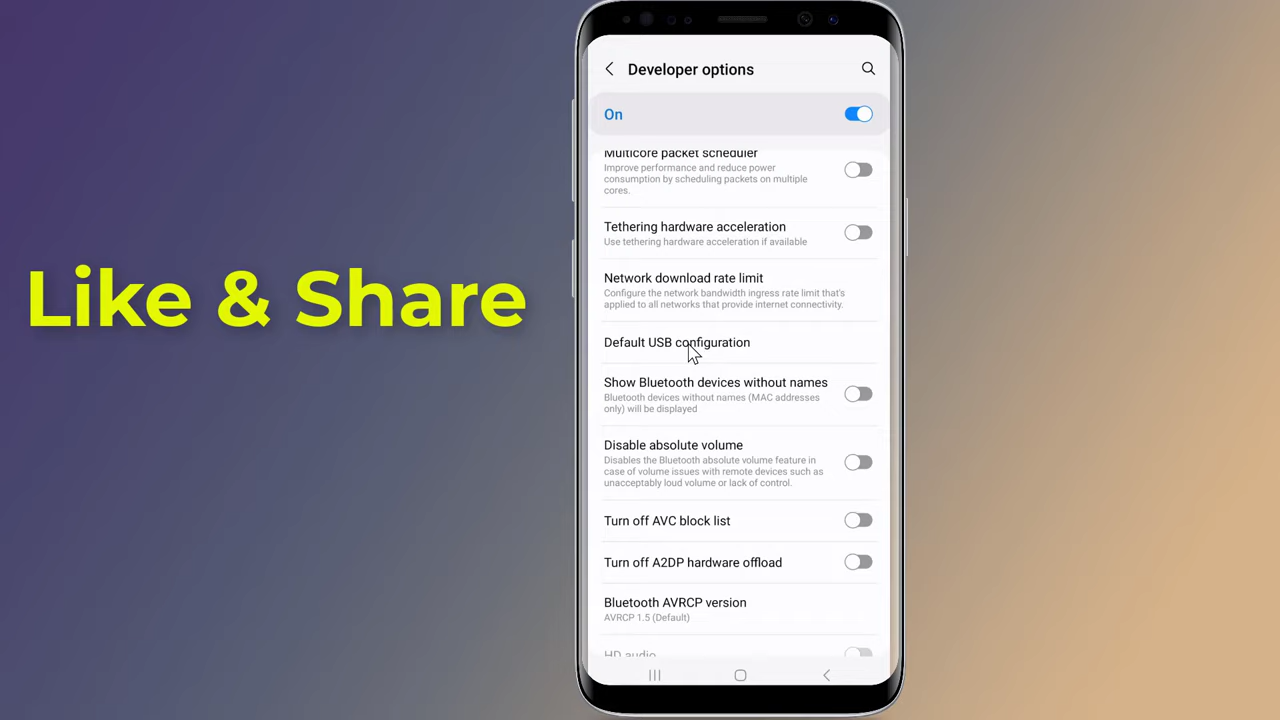 Like & Share
Developer options
On
Multicore packet scheduler
Improve performance and reduce power
consumption by scheduling packets on multiple
cores.
Tethering hardware acceleration
Use tethering hardware acceleration if available
Network download rate limit
Configure the network bandwidth ingress rate limit that's
applied to all networks that provide internet connectivity.
Default USB configuration
Show Bluetooth devices without names
Bluetooth devices without names (MAC addresses
only) will be displayed
Disable absolute volume
Disables the Bluetooth absolute volume feature in
case of volume issues with remote devices such as
unacceptably loud volume or lack of control.
Turn off AVC block list
Turn off A2DP hardware offload
Bluetooth AVRCP version
AVRCP 1.5 (Default)
HD audio